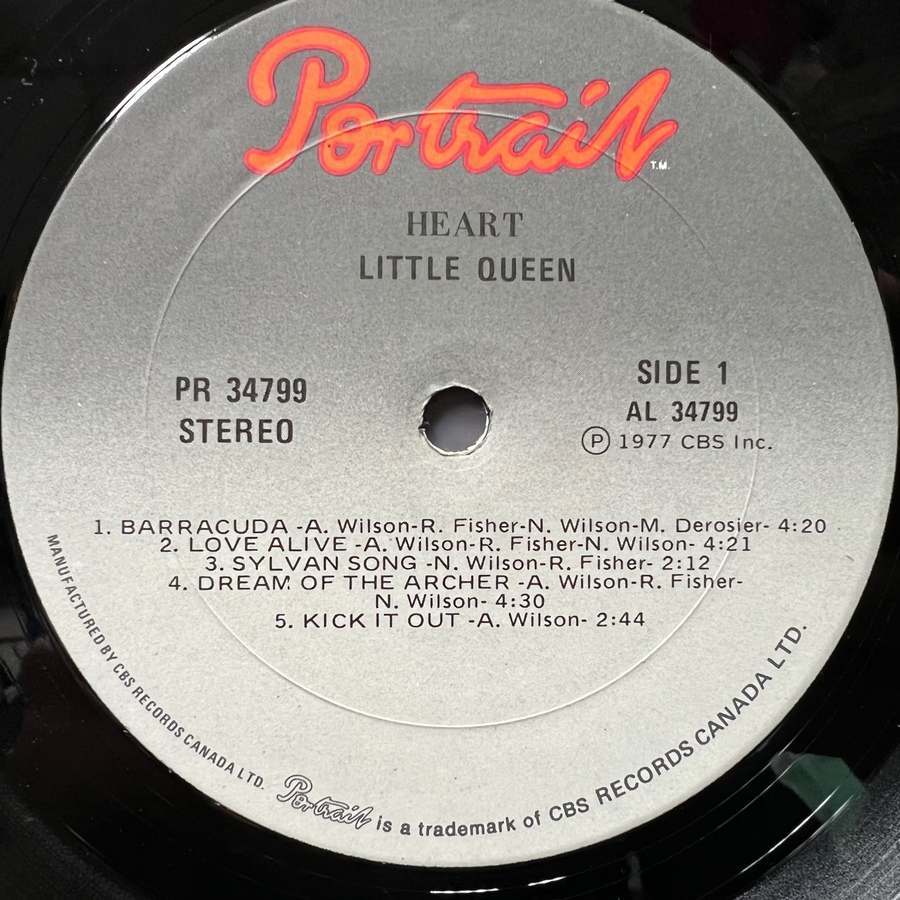 Portrait
T.M.
HEART
LITTLE QUEEN
PR 34799
STEREO
SIDE 1
AL 34799
Ⓟ 1977 CBS Inc.
1. BARRACUDA -A. Wilson-R. Fisher-N. Wilson-M. Derosier- 4:20
2. LOVE ALIVE -A. Wilson-R. Fisher-N. Wilson- 4:21
3. SYLVAN SONG -N. Wilson-R. Fisher- 2:12
4. DREAM OF THE ARCHER -A. Wilson-R. Fisher-
N. Wilson- 4:30
5. KICK IT OUT -A. Wilson- 2:44
MANUFACTURED BY CBS RECORDS CANADA LTD. Portrait is a trademark of CBS RECORDS CANADA LTD.